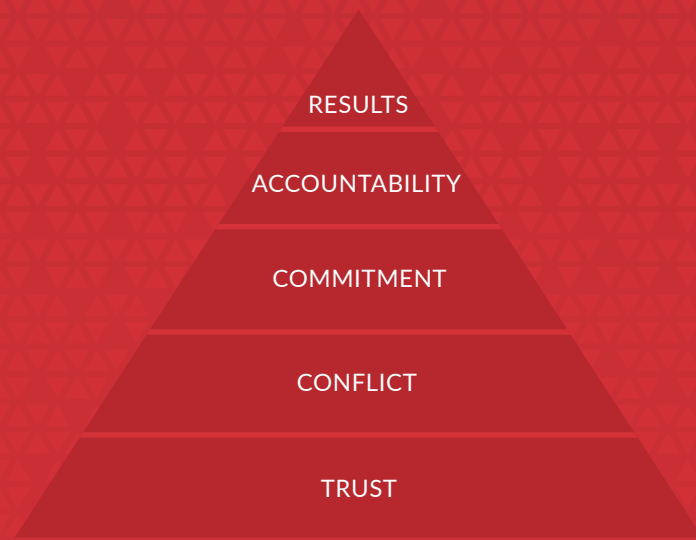 RESULTS
ACCOUNTABILITY
COMMITMENT
CONFLICT
TRUST